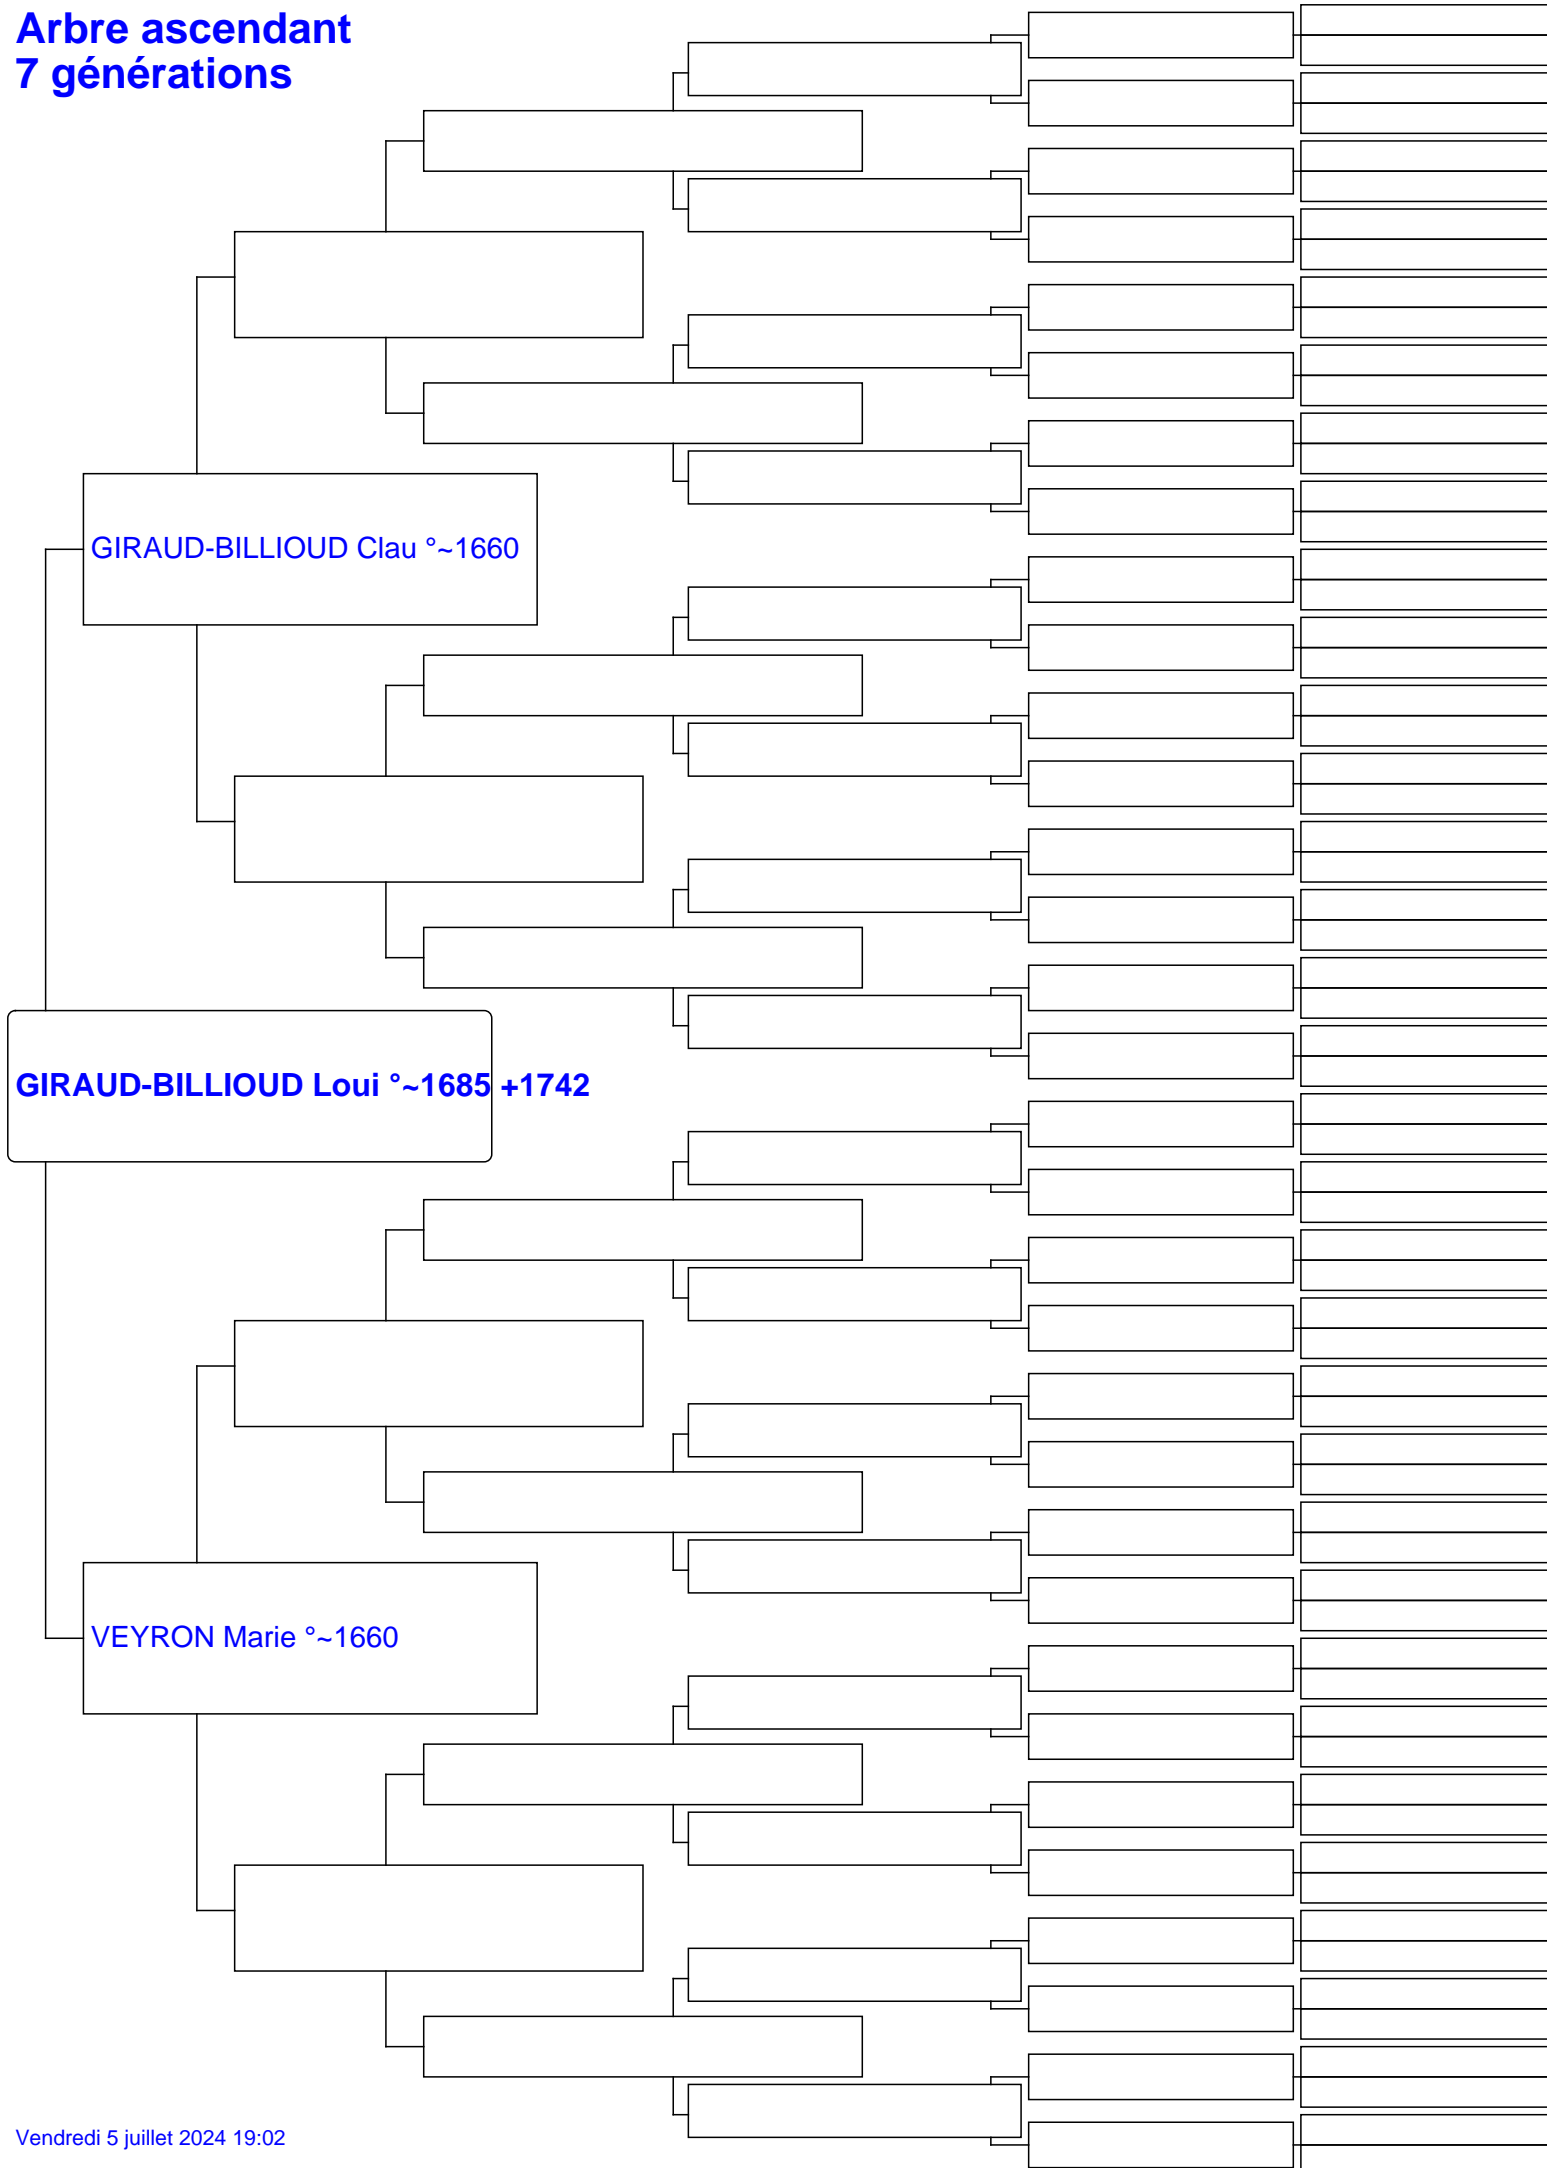 Arbre ascendant
7 générations
GIRAUD-BILLIOUD Clau °~1660
GIRAUD-BILLIOUD Loui °~1685 +1742
VEYRON Marie °~1660
Vendredi 5 juillet 2024 19:02